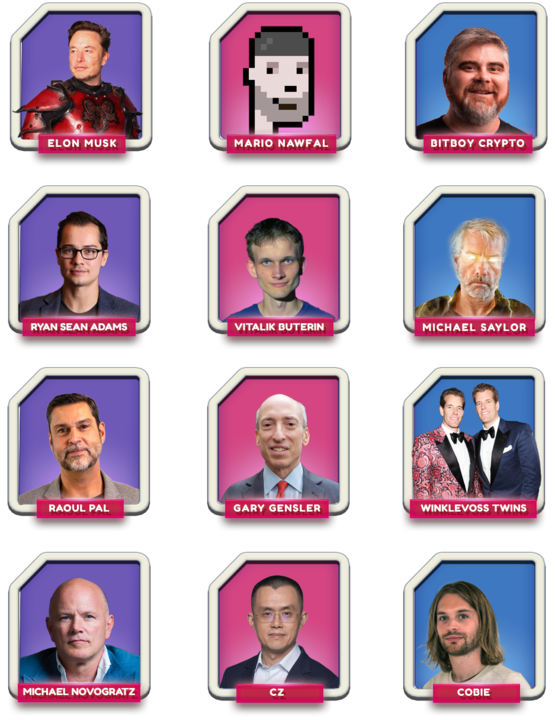 ELON MUSK
MARIO NAWFAL
BITBOY CRYPTO
RYAN SEAN ADAMS
VITALIK BUTERIN
MICHAEL SAYLOR
RAOUL PAL
GARY GENSLER
WINKLEVOSS TWINS
MICHAEL NOVOGRATZ
CZ
COBIE